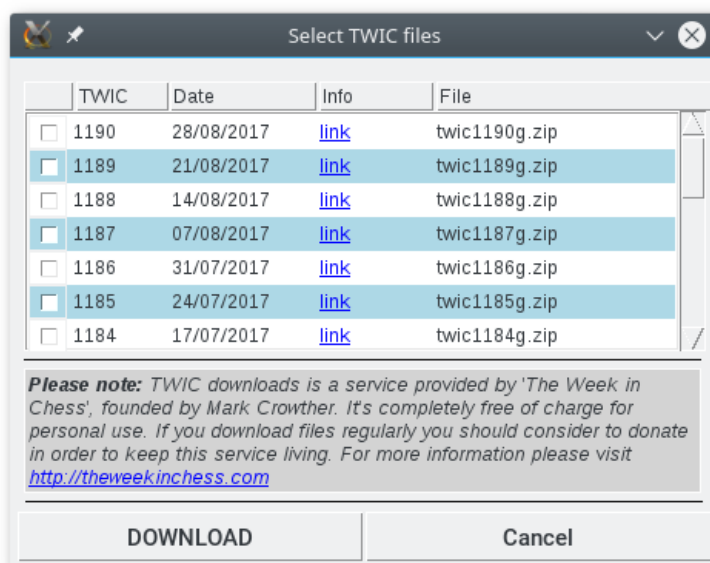 Select TWIC files
TWIC Date Info File
1190 28/08/2017 link twic1190g.zip
1189 21/08/2017 link twic1189g.zip
1188 14/08/2017 link twic1188g.zip
1187 07/08/2017 link twic1187g.zip
1186 31/07/2017 link twic1186g.zip
1185 24/07/2017 link twic1185g.zip
1184 17/07/2017 link twic1184g.zip
Please note: TWIC downloads is a service provided by 'The Week in
Chess', founded by Mark Crowther. It's completely free of charge for
personal use. If you download files regularly you should consider to donate
in order to keep this service living. For more information please visit
http://theweekinchess.com
DOWNLOAD Cancel